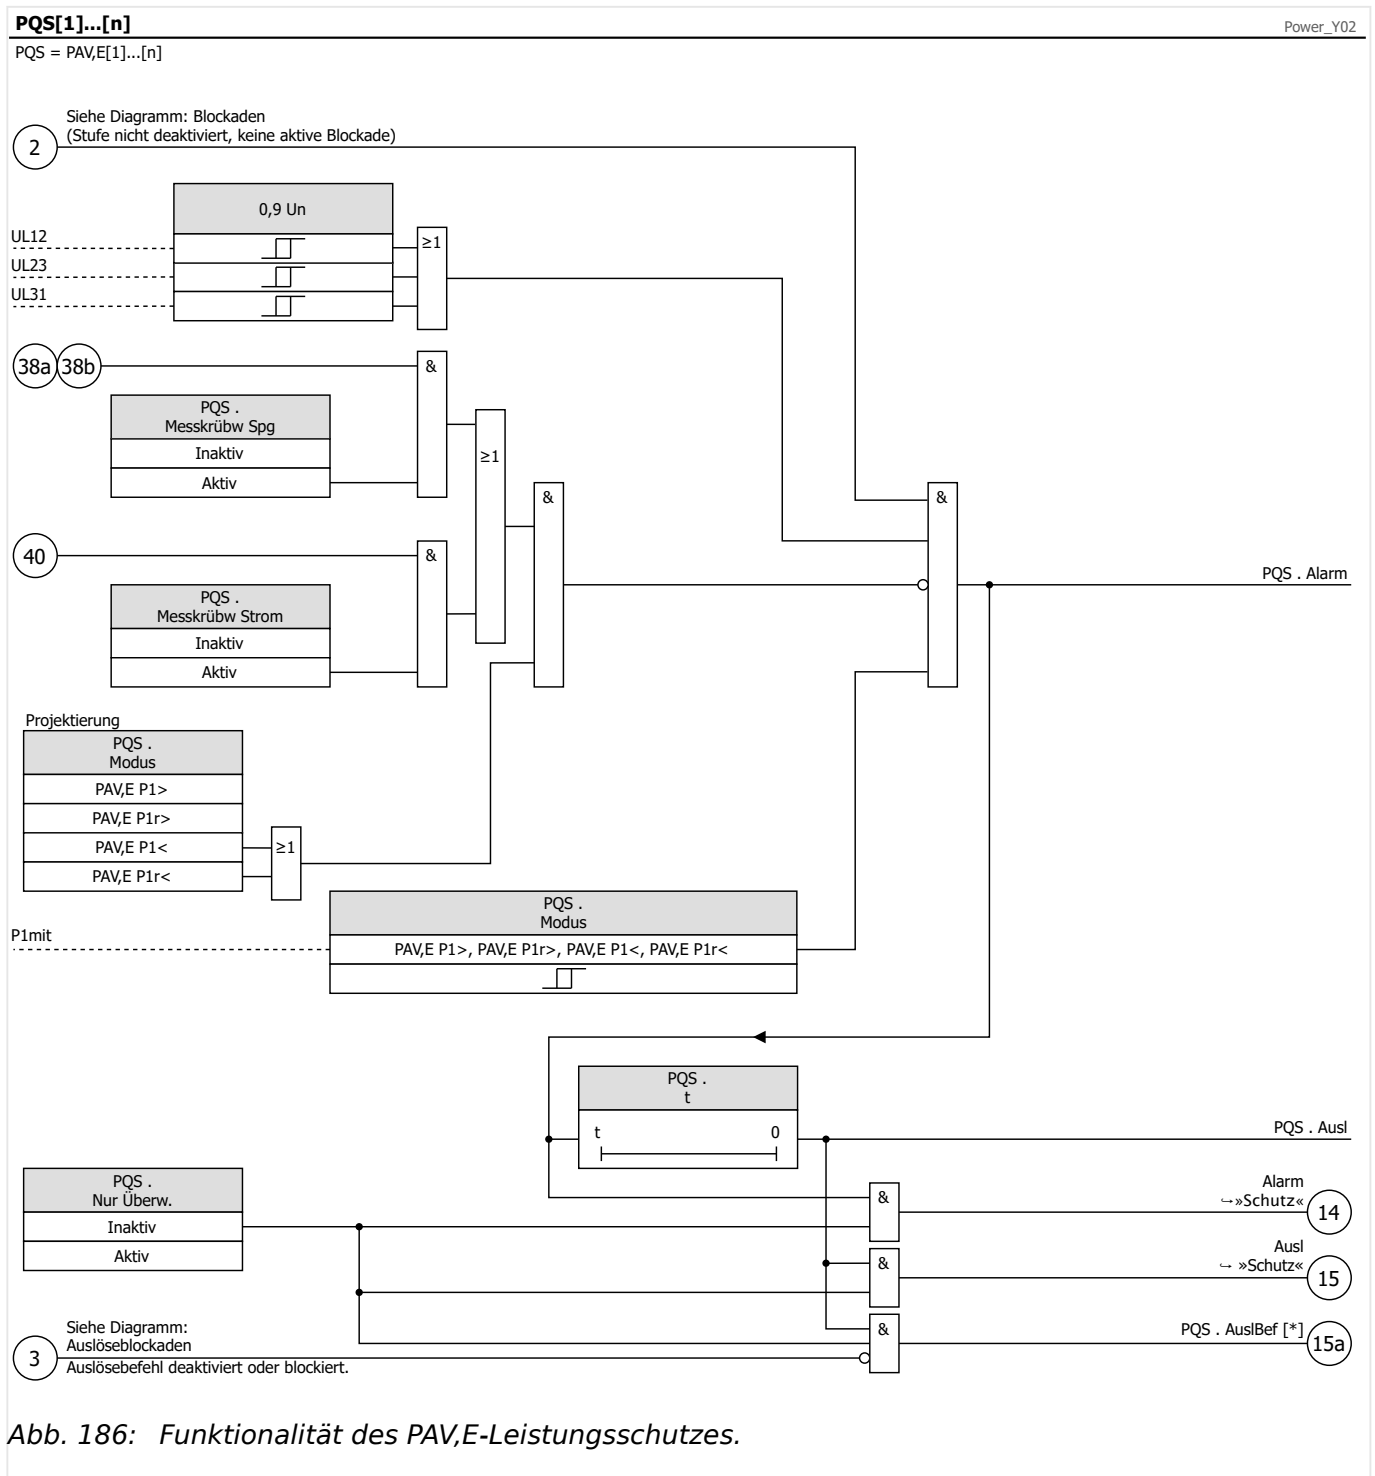 PQS[1]...[n]
Power_Y02
PQS = PAV,E[1]...[n]
Siehe Diagramm: Blockaden
(Stufe nicht deaktiviert, keine aktive Blockade)
2
0,9 Un
UL12
UL23
UL31
≥1
38a 38b
&
PQS .
Messkrübw Spg
Inaktiv
Aktiv
≥1
&
&
40
&
PQS .
Messkrübw Strom
Inaktiv
Aktiv
PQS . Alarm
Projektierung
PQS .
Modus
PAV,E P1>
PAV,E P1r>
PAV,E P1<
PAV,E P1r<
≥1
PQS .
Modus
P1mit
PAV,E P1>, PAV,E P1r>, PAV,E P1<, PAV,E P1r<
PQS .
t
t 0
PQS . Ausl
PQS .
Nur Überw.
Inaktiv
Aktiv
&
Alarm
↪»Schutz«
14
&
Ausl
↪ »Schutz«
15
Siehe Diagramm:
Auslöseblockaden
3
Auslösebefehl deaktiviert oder blockiert.
&
PQS . AuslBef [*]
15a
Abb. 186: Funktionalität des PAV,E-Leistungsschutzes.